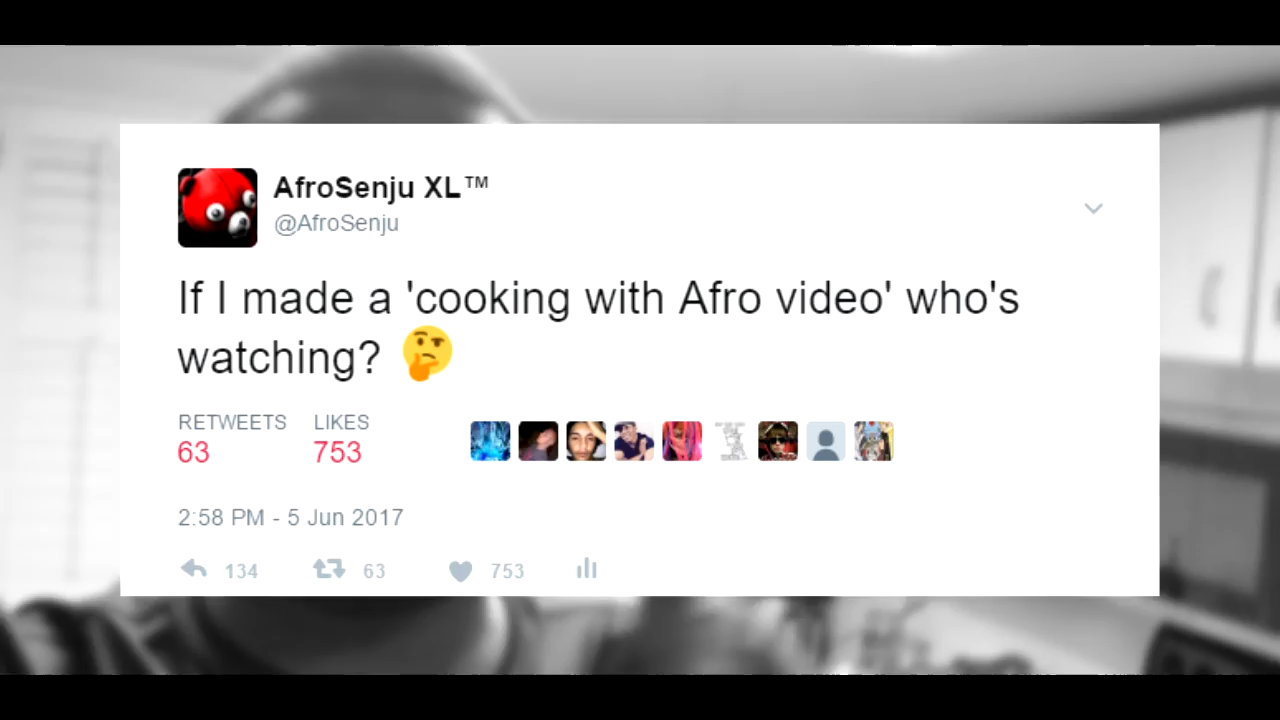 AfroSenju XL™
@AfroSenju
If I made a 'cooking with Afro video' who's
watching? 🤔
RETWEETS LIKES
63 753
2:58 PM - 5 Jun 2017
134 63 753